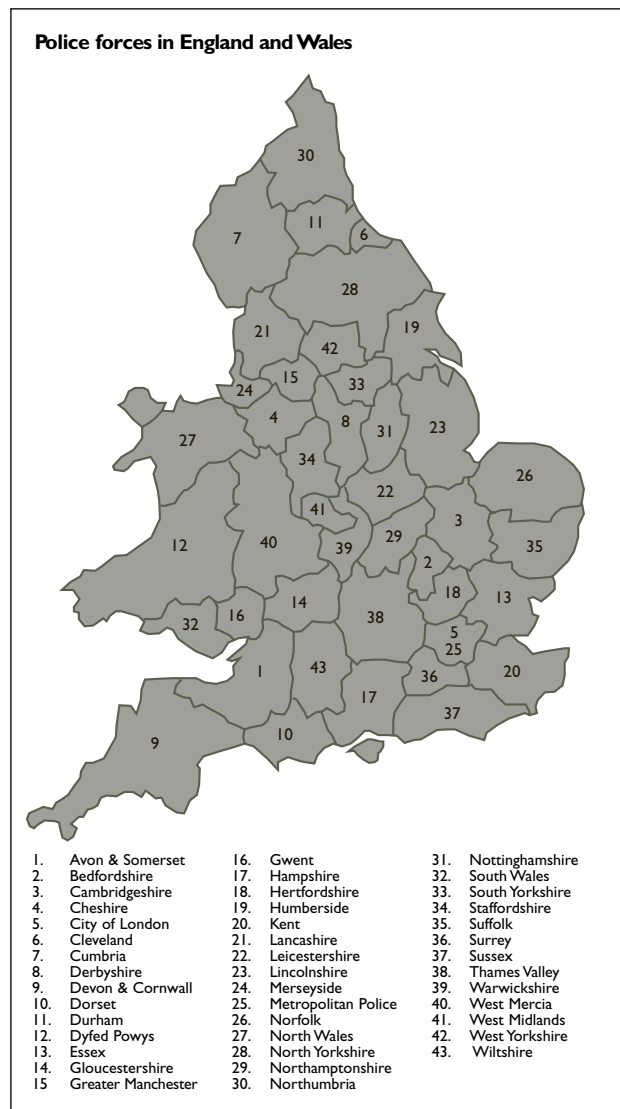 Police forces in England and Wales
30
11
6
7
28
19
21
42
15
33
24
4
8
31
23
27
34
26
22
41
3
29
12
40
39
35
2
18
13
14
16
32
38
5
25
1
43
36
20
17
37
10
9
1. Avon & Somerset
2. Bedfordshire
3. Cambridgeshire
4. Cheshire
5. City of London
6. Cleveland
7. Cumbria
8. Derbyshire
9. Devon & Cornwall
10. Dorset
11. Durham
12. Dyfed Powys
13. Essex
14. Gloucestershire
15 Greater Manchester
16. Gwent
17. Hampshire
18. Hertfordshire
19. Humberside
20. Kent
21. Lancashire
22. Leicestershire
23. Lincolnshire
24. Merseyside
25. Metropolitan Police
26. Norfolk
27. North Wales
28. North Yorkshire
29. Northamptonshire
30. Northumbria
31. Nottinghamshire
32. South Wales
33. South Yorkshire
34. Staffordshire
35. Suffolk
36. Surrey
37. Sussex
38. Thames Valley
39. Warwickshire
40. West Mercia
41. West Midlands
42. West Yorkshire
43. Wiltshire